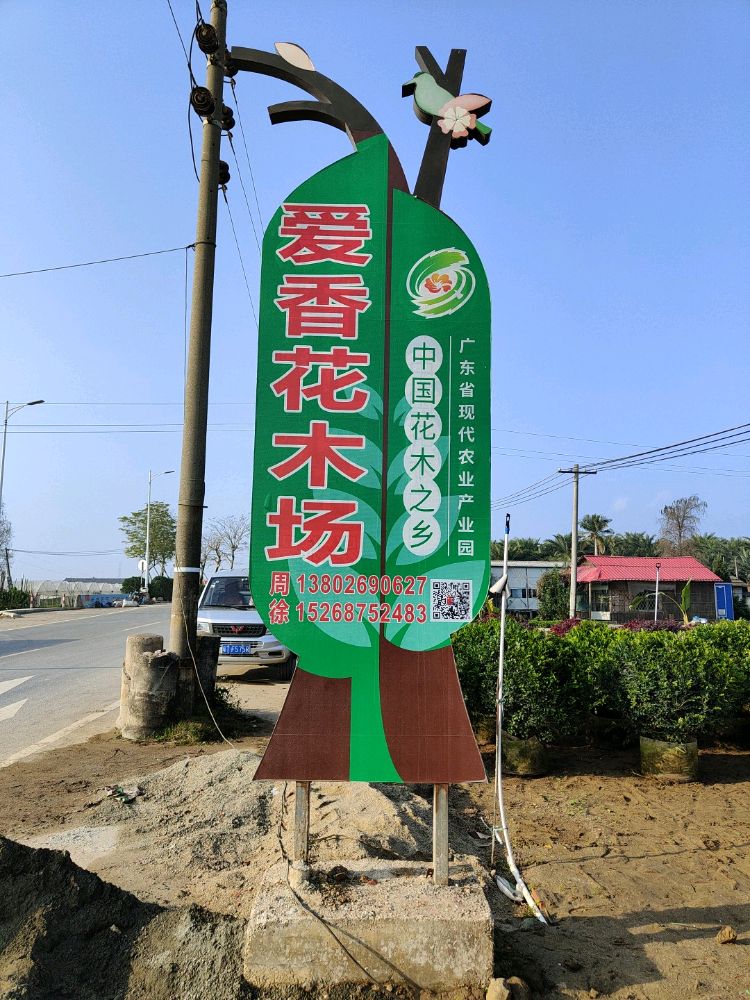 爱香花木场
中国花木之乡
广东省现代农业产业园
周 13802690627
徐 15268752483